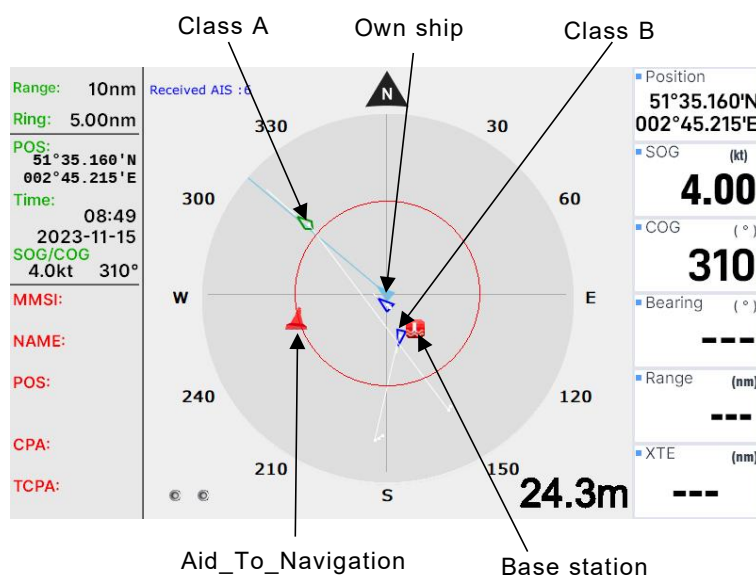 Class A
Own ship
Class B
Range: 10nm
Ring: 5.00nm
POS:
51°35.160'N
002°45.215'E
Time:
08:49
2023-11-15
SOG/COG
4.0kt 310°
MMSI:
NAME:
POS:
CPA:
TCPA:
Received AIS :6
N
330
30
300
60
W
E
240
120
210
150
S
24.3m
Position
51°35.160'N
002°45.215'E
SOG (kt)
4.00
COG (°)
310
Bearing (°)
---
Range (nm)
---
XTE (nm)
---
Aid_To_Navigation
Base station